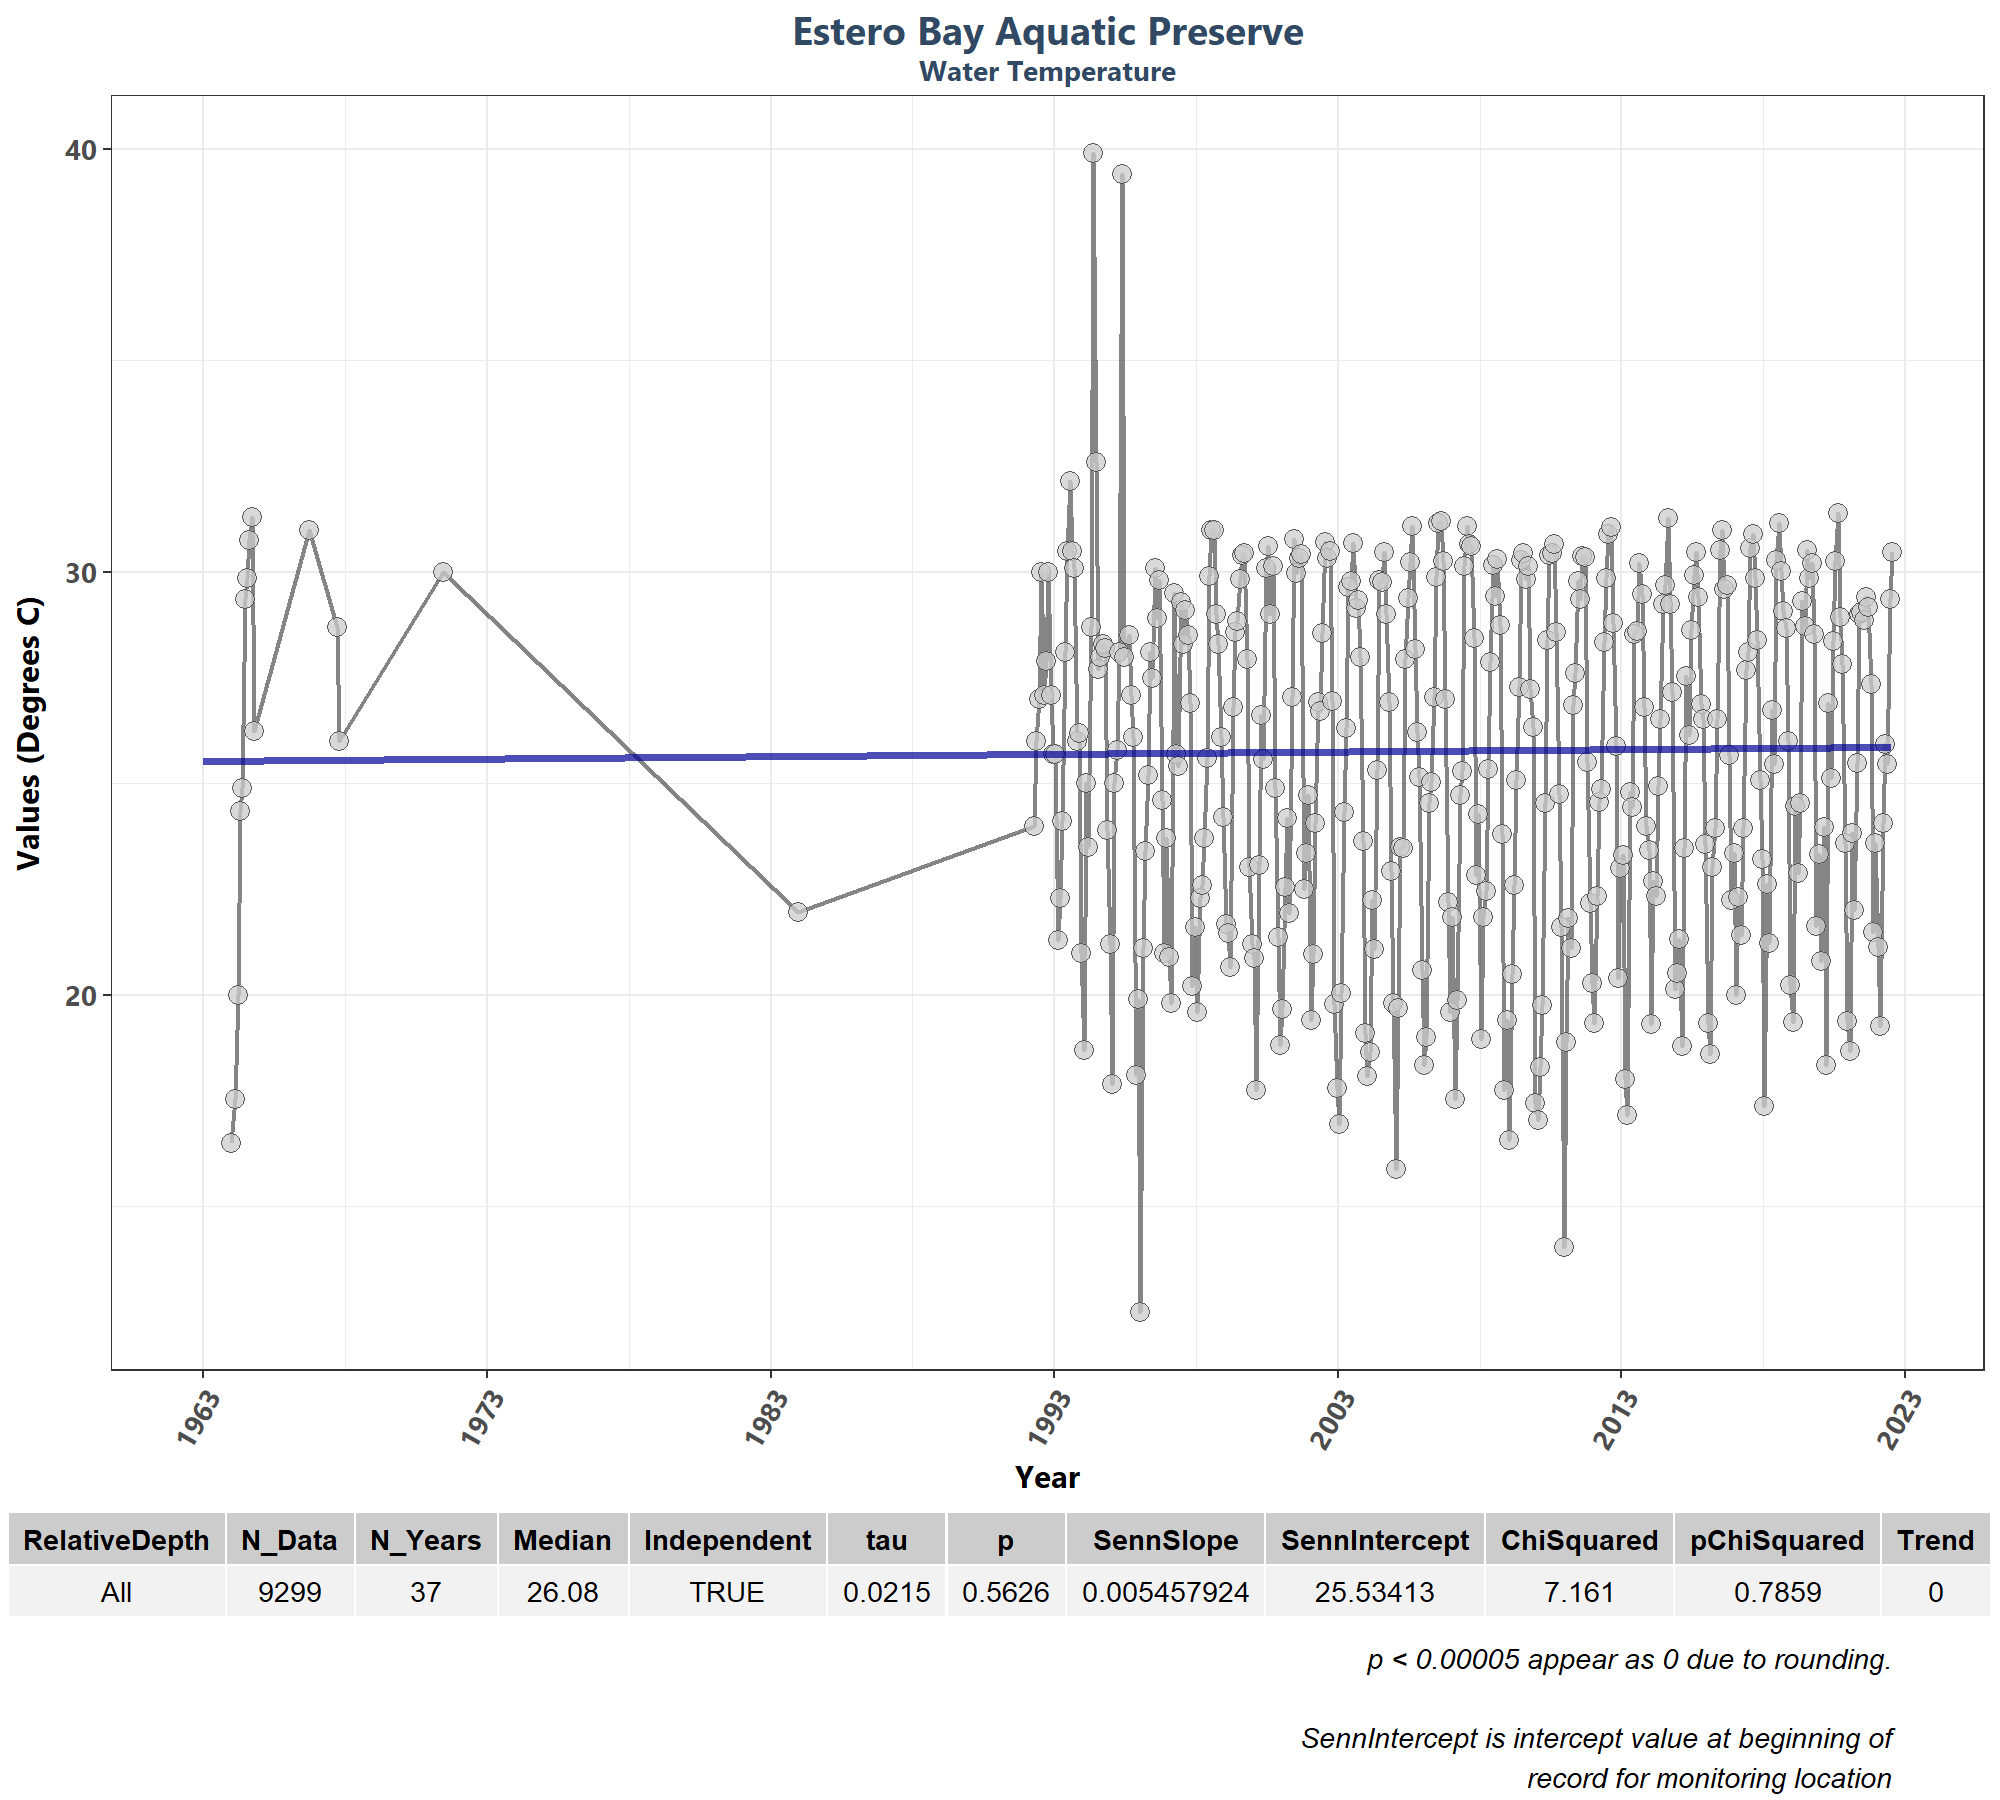 Estero Bay Aquatic Preserve
Water Temperature
Values (Degrees C)
40
30
20
1963
1973
1983
1993
2003
2013
2023
Year
RelativeDepth N_Data N_Years Median Independent tau p SennSlope SennIntercept ChiSquared pChiSquared Trend
All 9299 37 26.08 TRUE 0.0215 0.5626 0.005457924 25.53413 7.161 0.7859 0
p < 0.00005 appear as 0 due to rounding.
SennIntercept is intercept value at beginning of
record for monitoring location